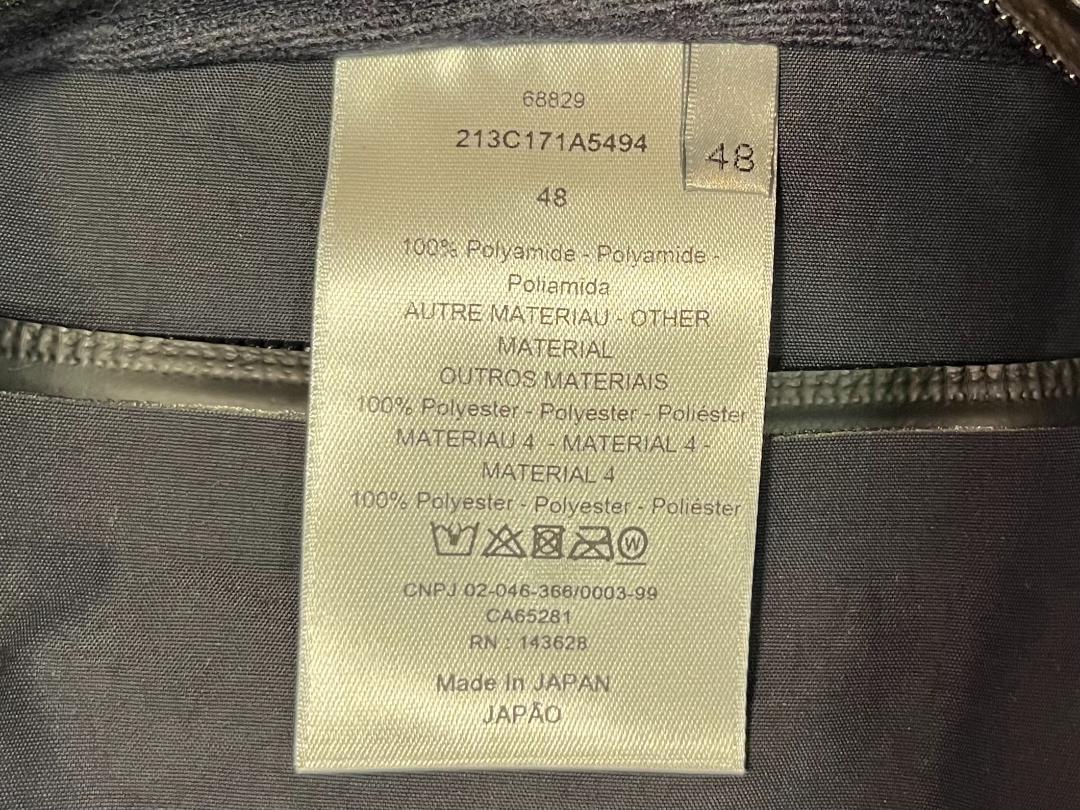 68829
213C171A5494
48
48
100% Polyamide - Polyamide -
Poliamida
AUTRE MATERIAU - OTHER
MATERIAL
OUTROS MATERIAIS
100% Polyester - Polyester - Poliéster
MATERIAU 4 - MATERIAL 4 -
MATERIAL 4
100% Polyester - Polyester - Poliéster
W
CNPJ 02-046-366/0003-99
CA65281
RN : 143628
Made In JAPAN
JAPÃO